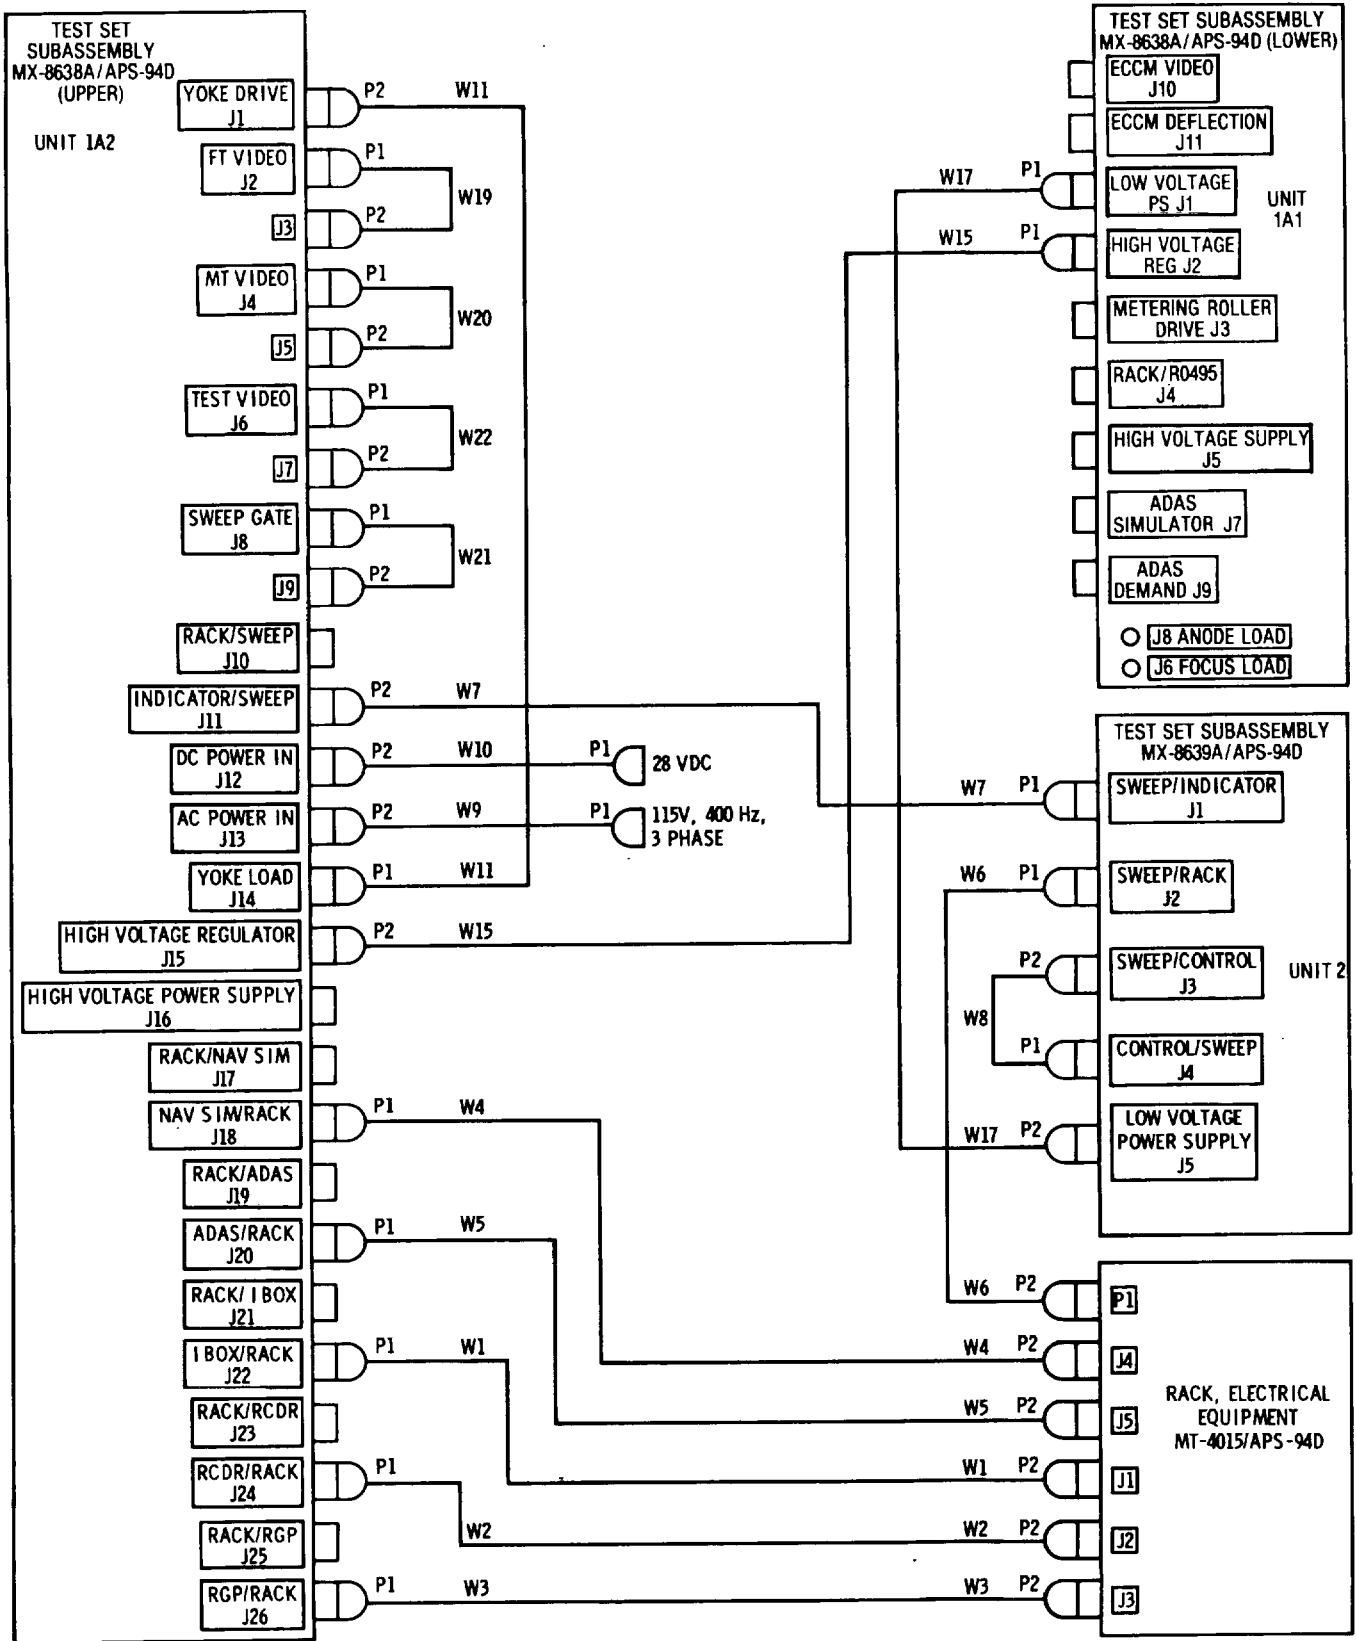 TEST SET
SUBASSEMBLY
MX-8638A/APS-94D
(UPPER)
UNIT 1A2
YOKE DRIVE
J1
P2
W11
FT VIDEO
J2
P1
W19
J3
P2
MT VIDEO
J4
P1
W20
J5
P2
TEST VIDEO
J6
P1
W22
J7
P2
SWEEP GATE
J8
P1
W21
J9
P2
RACK/SWEEP
J10
INDICATOR/SWEEP
J11
P2
W7
DC POWER IN
J12
P2
W10
P1
28 VDC
AC POWER IN
J13
P2
W9
P1
115V, 400 Hz,
3 PHASE
YOKE LOAD
J14
P1
W11
HIGH VOLTAGE REGULATOR
J15
P2
W15
HIGH VOLTAGE POWER SUPPLY
J16
RACK/NAV SIM
J17
NAV SIM/RACK
J18
P1
W4
RACK/ADAS
J19
ADAS/RACK
J20
P1
W5
RACK/ I BOX
J21
I BOX/RACK
J22
P1
W1
RACK/RCDR
J23
RCDR/RACK
J24
P1
W2
RACK/RGP
J25
RGP/RACK
J26
P1
W3
TEST SET SUBASSEMBLY
MX-8638A/APS-94D (LOWER)
ECCM VIDEO
J10
ECCM DEFLECTION
J11
W17
P1
LOW VOLTAGE
PS J1
UNIT
1A1
W15
P1
HIGH VOLTAGE
REG J2
METERING ROLLER
DRIVE J3
RACK/R0495
J4
HIGH VOLTAGE SUPPLY
J5
ADAS
SIMULATOR J7
ADAS
DEMAND J9
J8 ANODE LOAD
J6 FOCUS LOAD
TEST SET SUBASSEMBLY
MX-8639A/APS-94D
W7
P1
SWEEP/INDICATOR
J1
W6
P1
SWEEP/RACK
J2
P2
SWEEP/CONTROL
J3
UNIT 2
W8
P1
CONTROL/SWEEP
J4
W17
P2
LOW VOLTAGE
POWER SUPPLY
J5
W6
P2
P1
W4
P2
J4
W5
P2
J5
RACK, ELECTRICAL
EQUIPMENT
MT-4015/APS-94D
W1
P2
J1
W2
P2
J2
W3
P2
J3